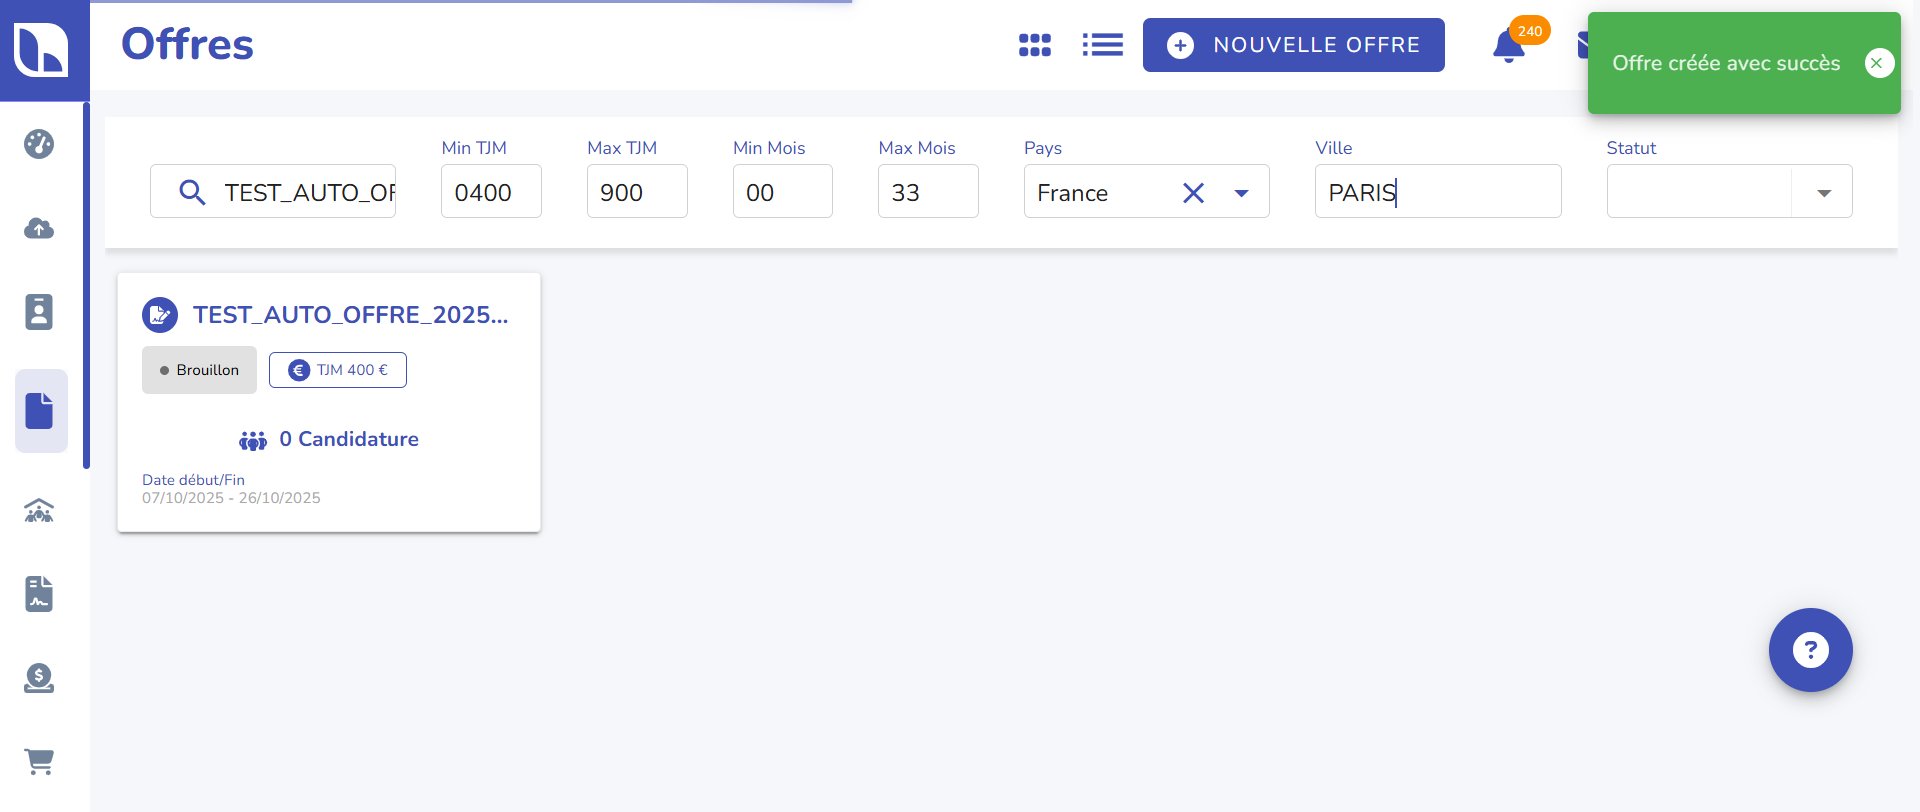 Offres
NOUVELLE OFFRE
240
Offre créée avec succès
Min TJM
Max TJM
Min Mois
Max Mois
Pays
Ville
Statut
TEST_AUTO_OF
0400
900
00
33
France
PARIS
TEST_AUTO_OFFRE_2025...
Brouillon
€ TJM 400 €
0 Candidature
Date début/Fin
07/10/2025 - 26/10/2025
$
?